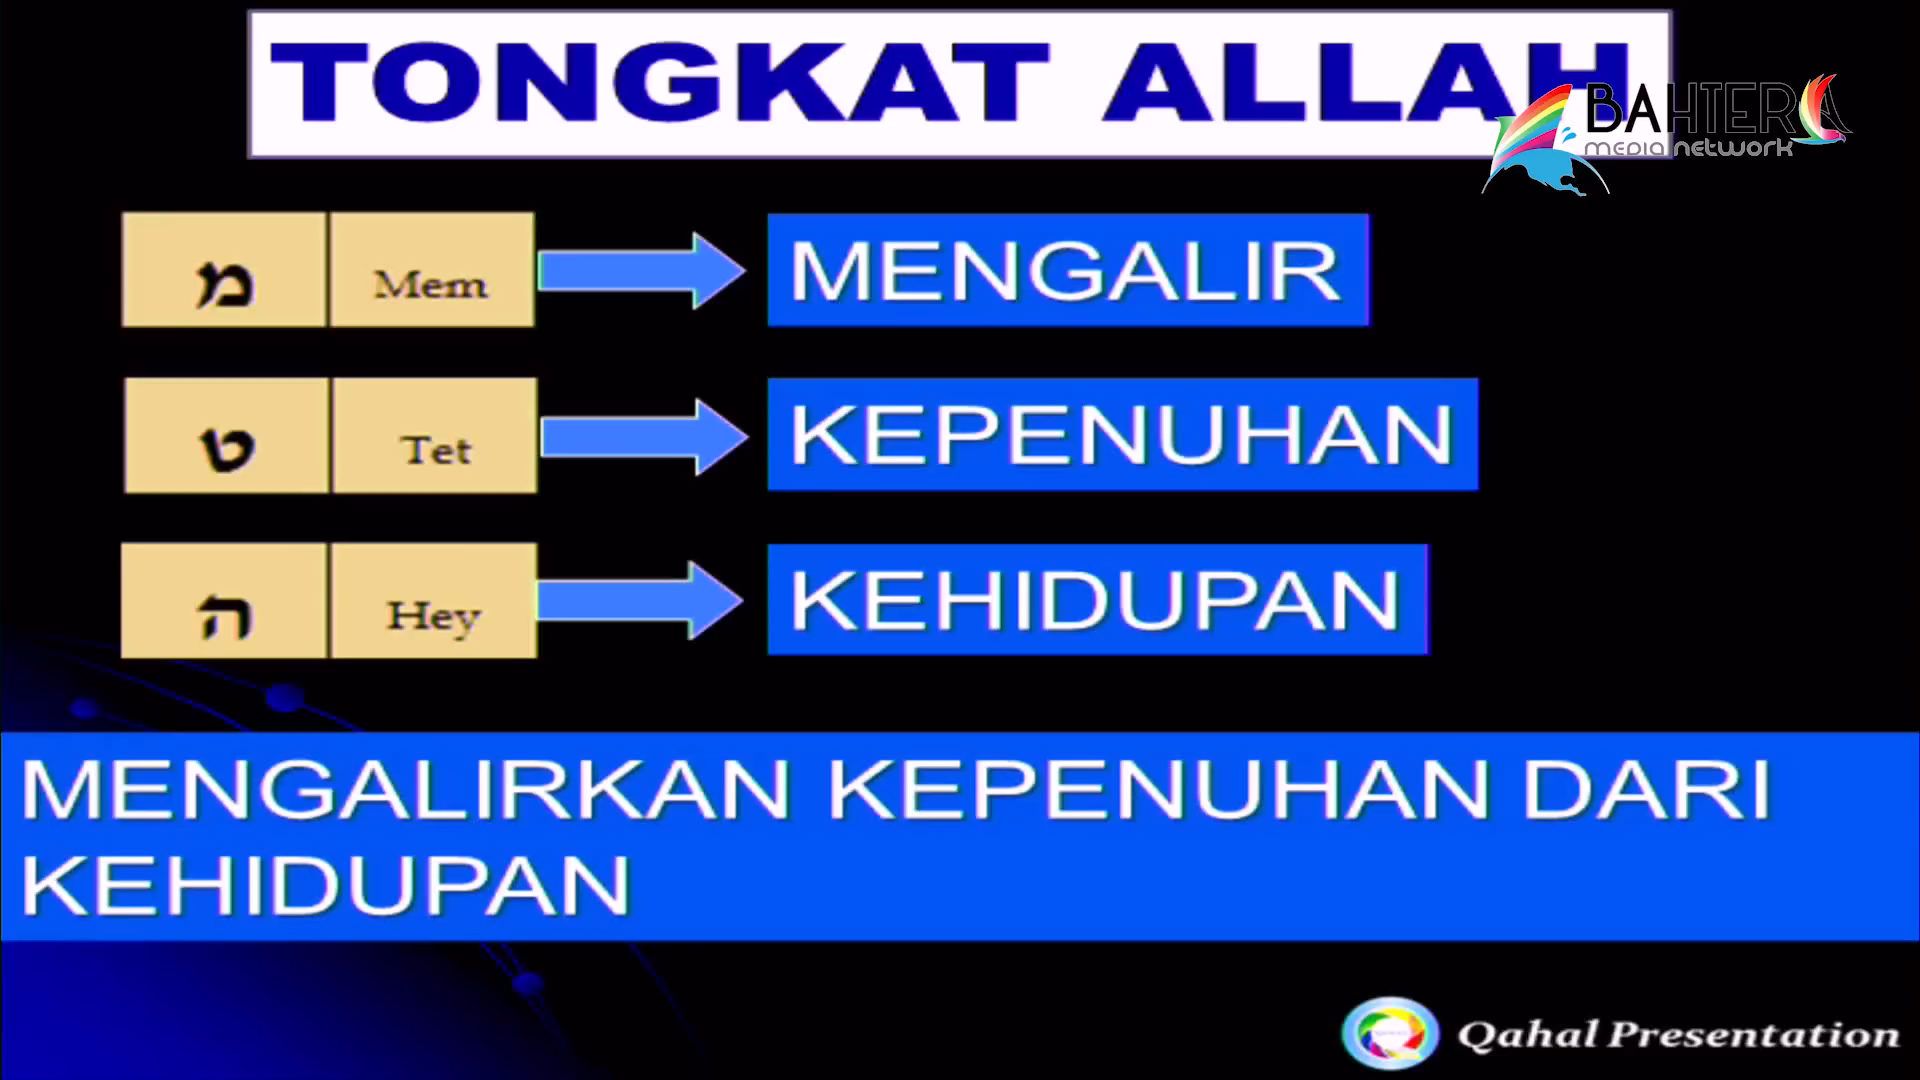 TONGKAT ALLAH
BAHTERA
MEDIA NETWORK
מ Mem MENGALIR
ט Tet KEPENUHAN
ה Hey KEHIDUPAN
MENGALIRKAN KEPENUHAN DARI
KEHIDUPAN
Qahal Presentation